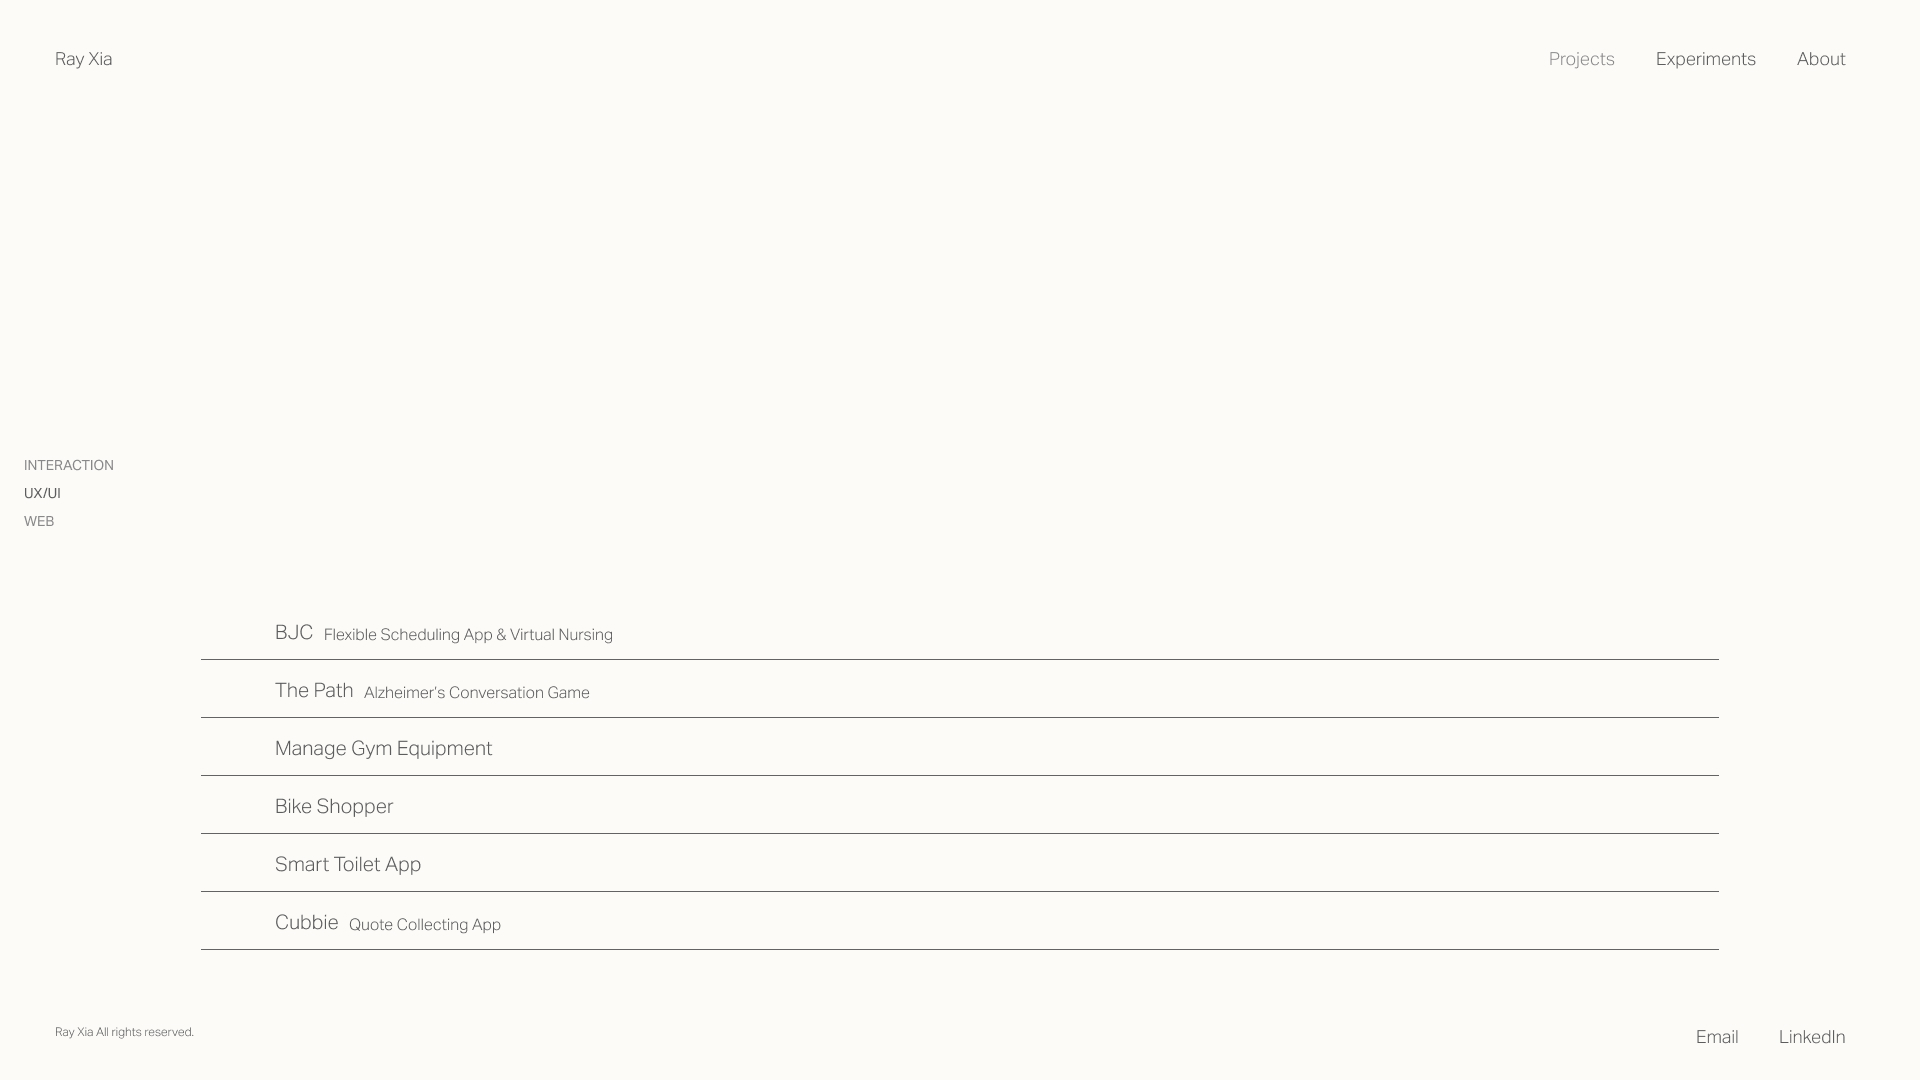 Ray Xia
Projects Experiments About
INTERACTION
UX/UI
WEB
BJC Flexible Scheduling App & Virtual Nursing
The Path Alzheimer's Conversation Game
Manage Gym Equipment
Bike Shopper
Smart Toilet App
Cubbie Quote Collecting App
Ray Xia All rights reserved.
Email LinkedIn